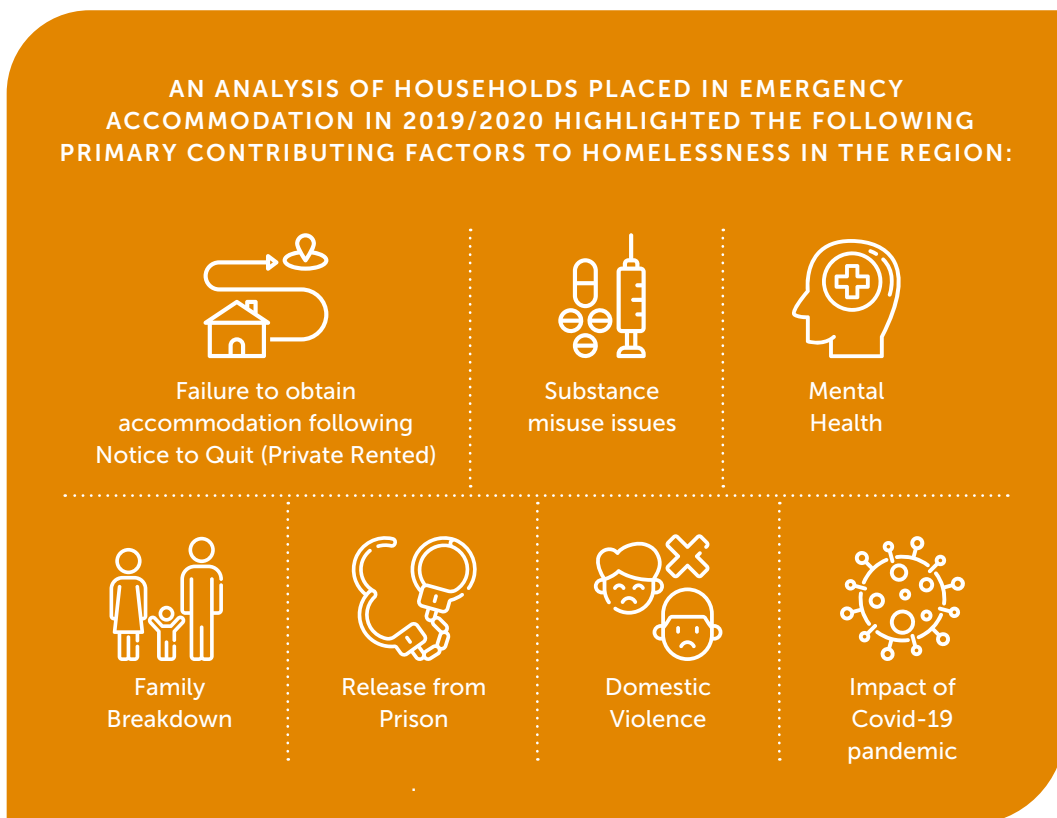 AN ANALYSIS OF HOUSEHOLDS PLACED IN EMERGENCY
ACCOMMODATION IN 2019/2020 HIGHLIGHTED THE FOLLOWING
PRIMARY CONTRIBUTING FACTORS TO HOMELESSNESS IN THE REGION:
Failure to obtain
accommodation following
Notice to Quit (Private Rented)
Substance
misuse issues
Mental
Health
Family
Breakdown
Release from
Prison
Domestic
Violence
Impact of
Covid-19
pandemic
.